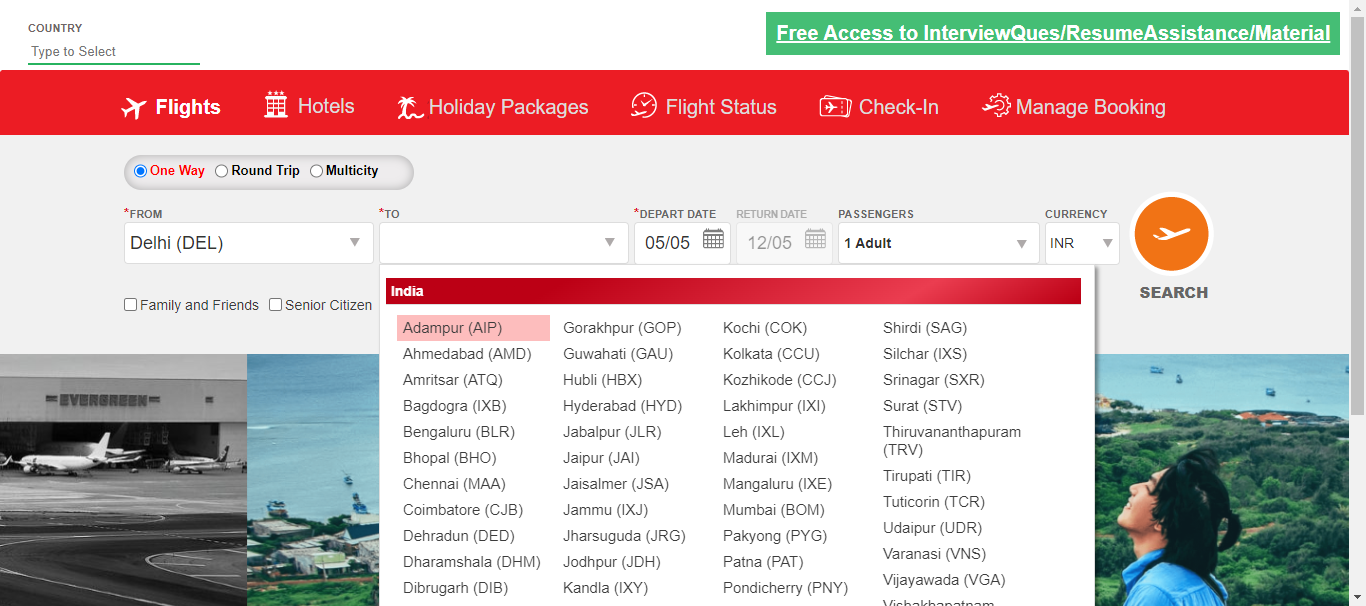 COUNTRY
Type to Select
Free Access to InterviewQues/ResumeAssistance/Material
Flights Hotels Holiday Packages Flight Status Check-In Manage Booking
One Way Round Trip Multicity
*FROM *TO *DEPART DATE RETURN DATE PASSENGERS CURRENCY
Delhi (DEL) 05/05 12/05 1 Adult INR
SEARCH
Family and Friends Senior Citizen
India
Adampur (AIP)
Ahmedabad (AMD)
Amritsar (ATQ)
Bagdogra (IXB)
Bengaluru (BLR)
Bhopal (BHO)
Chennai (MAA)
Coimbatore (CJB)
Dehradun (DED)
Dharamshala (DHM)
Dibrugarh (DIB)
Gorakhpur (GOP)
Guwahati (GAU)
Hubli (HBX)
Hyderabad (HYD)
Jabalpur (JLR)
Jaipur (JAI)
Jaisalmer (JSA)
Jammu (IXJ)
Jharsuguda (JRG)
Jodhpur (JDH)
Kandla (IXY)
Kochi (COK)
Kolkata (CCU)
Kozhikode (CCJ)
Lakhimpur (IXI)
Leh (IXL)
Madurai (IXM)
Mangaluru (IXE)
Mumbai (BOM)
Pakyong (PYG)
Patna (PAT)
Pondicherry (PNY)
Shirdi (SAG)
Silchar (IXS)
Srinagar (SXR)
Surat (STV)
Thiruvananthapuram
(TRV)
Tirupati (TIR)
Tuticorin (TCR)
Udaipur (UDR)
Varanasi (VNS)
Vijayawada (VGA)
Vishakhapatnam
EVERGREEN